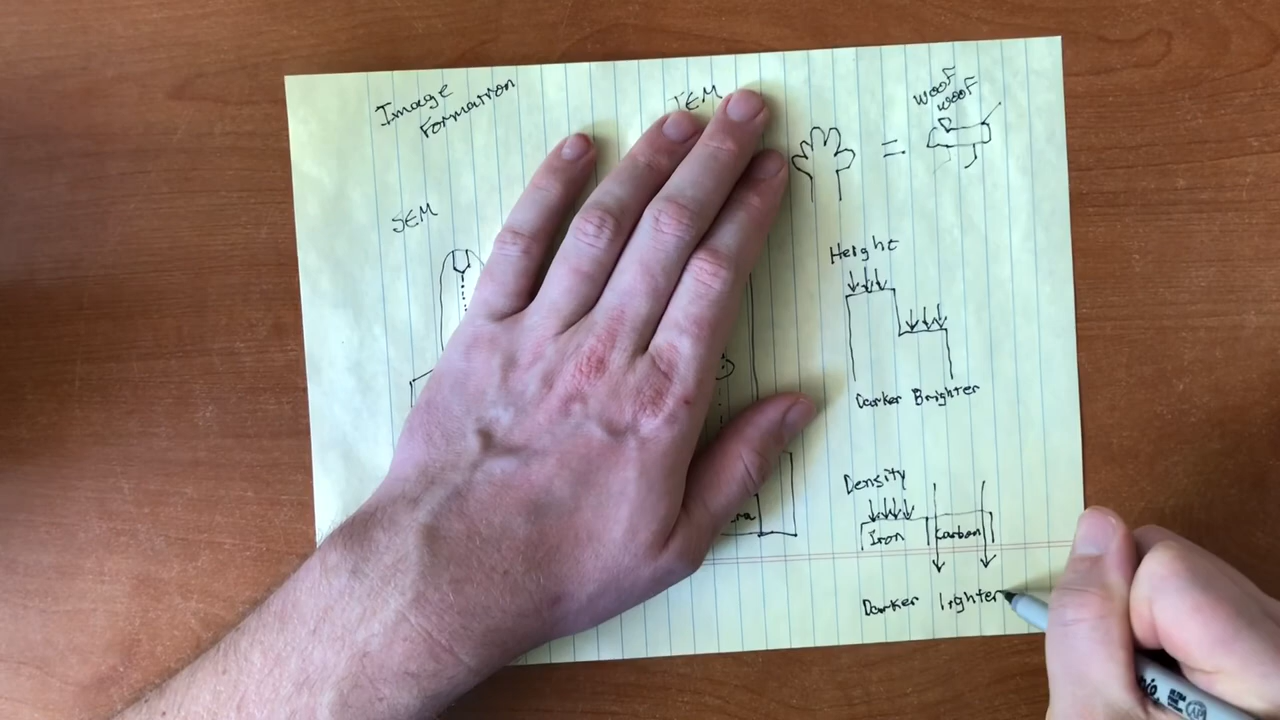 Image
Formation
TEM
woof
woof
=
SEM
Height
Darker Brighter
Density
Iron Carbon
Darker lighter